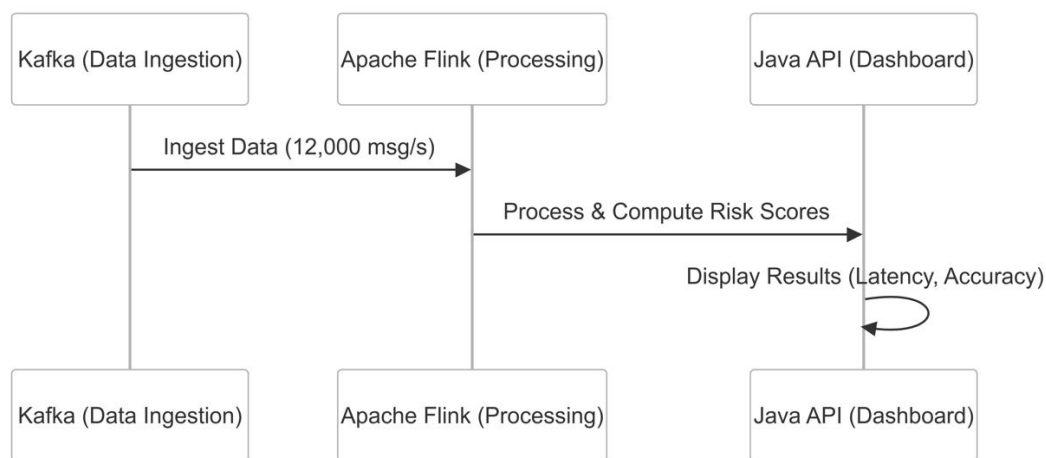 Kafka (Data Ingestion)
Apache Flink (Processing)
Java API (Dashboard)
Ingest Data (12,000 msg/s)
Process & Compute Risk Scores
Display Results (Latency, Accuracy)
Kafka (Data Ingestion)
Apache Flink (Processing)
Java API (Dashboard)